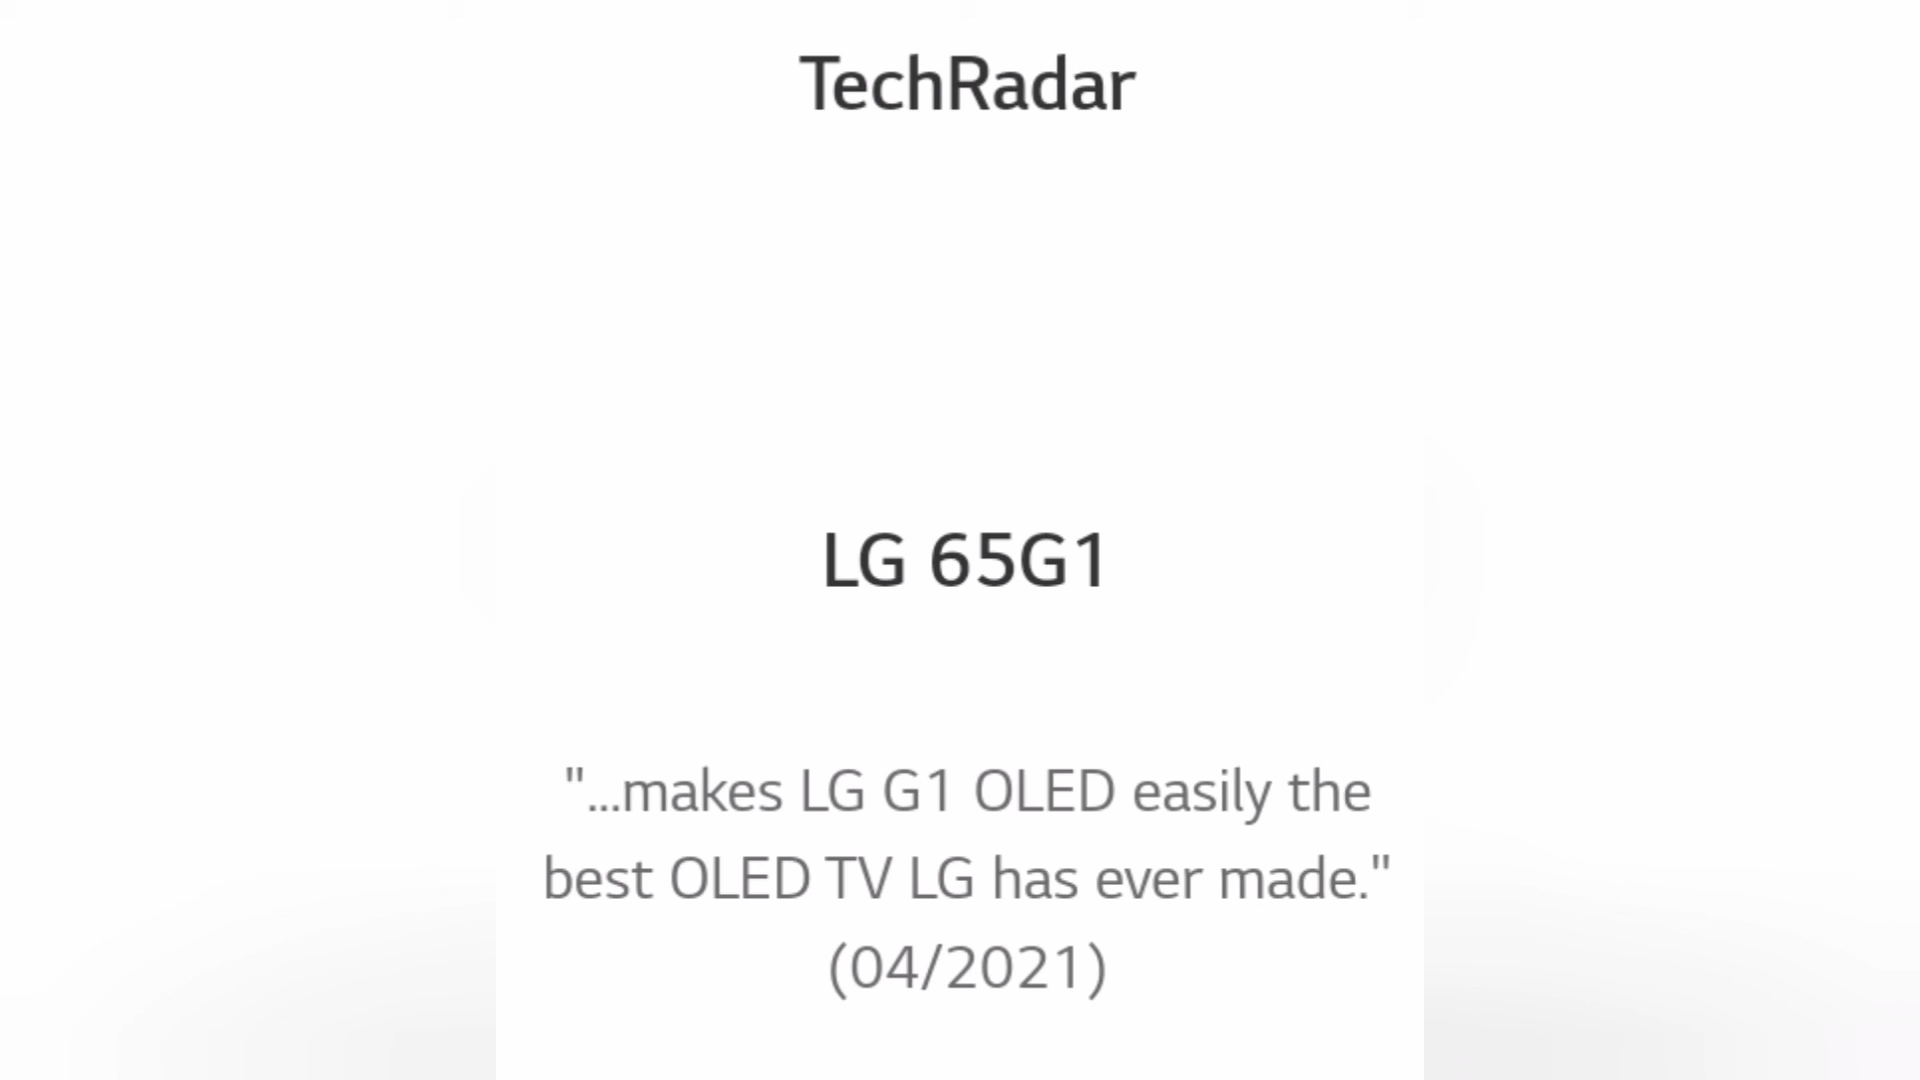 TechRadar
LG 65G1
"...makes LG G1 OLED easily the
best OLED TV LG has ever made."
(04/2021)